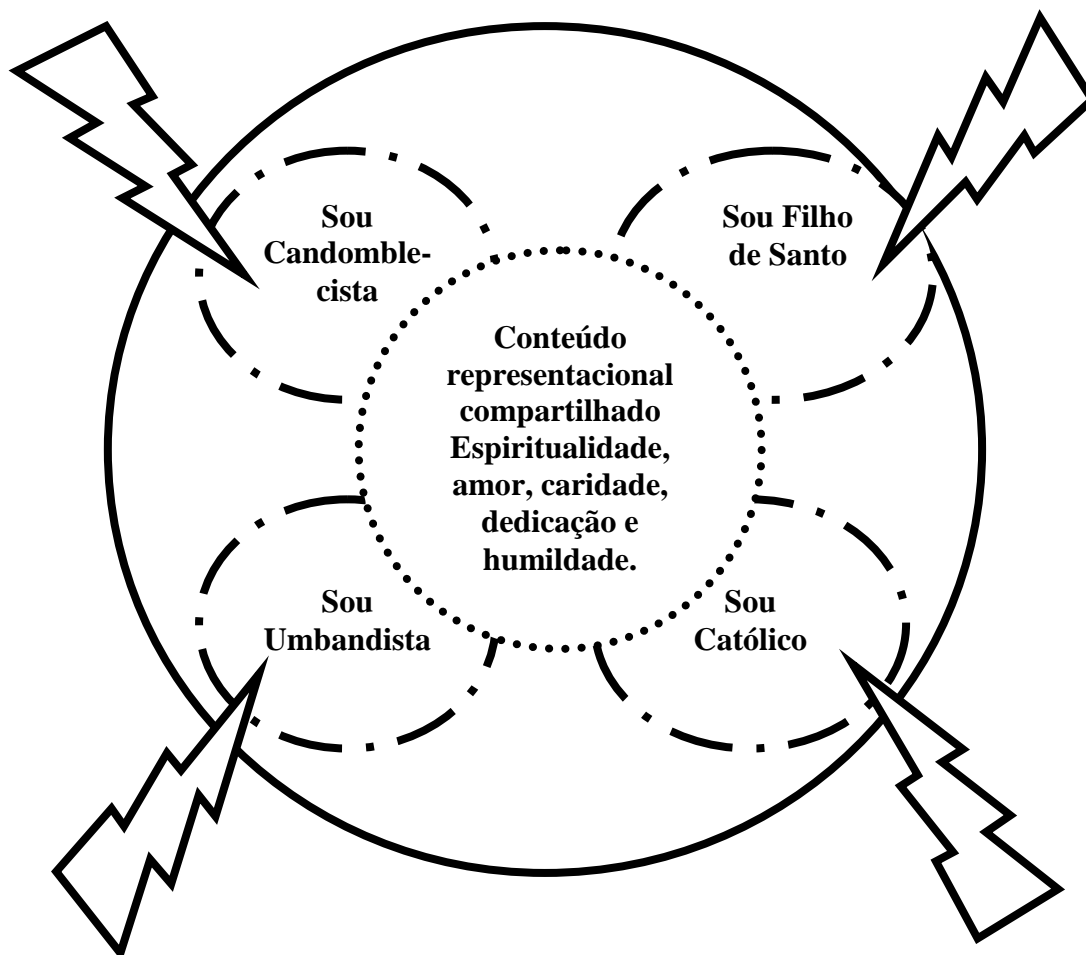 Sou
Candomble-
cista
Sou Filho
de Santo
Conteúdo
representacional
compartilhado
Espiritualidade,
amor, caridade,
dedicação e
humildade.
Sou
Umbandista
Sou
Católico